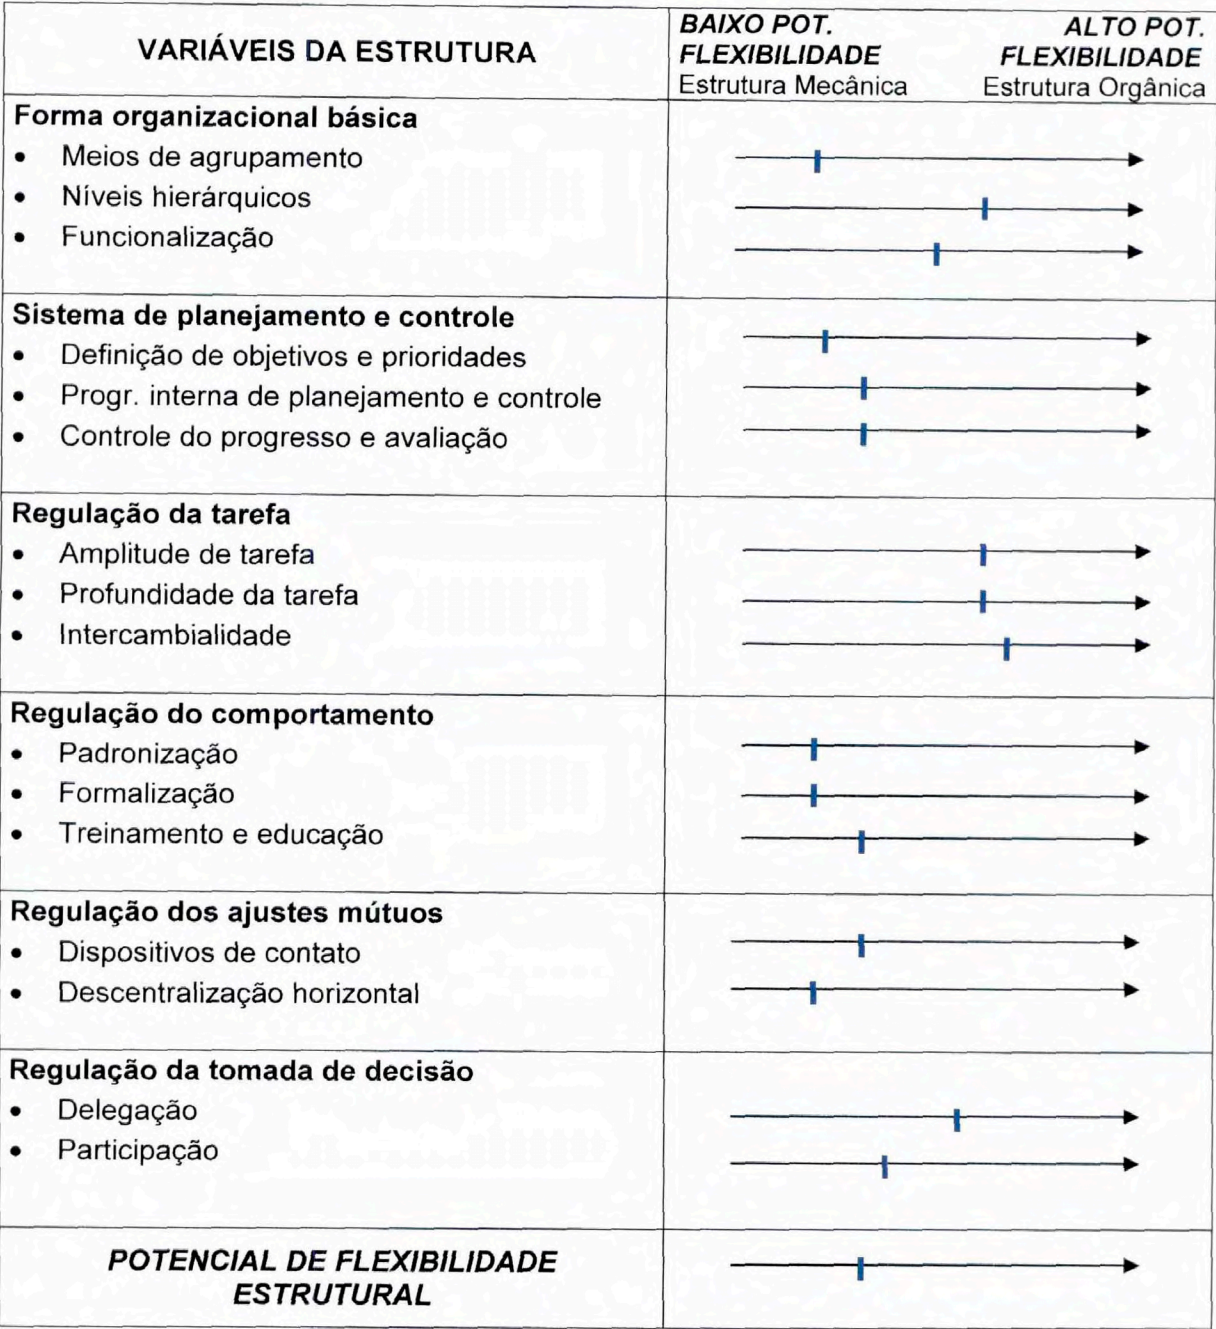 VARIÁVEIS DA ESTRUTURA
BAIXO POT.
FLEXIBILIDADE
Estrutura Mecânica
ALTO POT.
FLEXIBILIDADE
Estrutura Orgânica
Forma organizacional básica
• Meios de agrupamento
• Níveis hierárquicos
• Funcionalização
Sistema de planejamento e controle
• Definição de objetivos e prioridades
• Progr. interna de planejamento e controle
• Controle do progresso e avaliação
Regulação da tarefa
• Amplitude de tarefa
• Profundidade da tarefa
• Intercambialidade
Regulação do comportamento
• Padronização
• Formalização
• Treinamento e educação
Regulação dos ajustes mútuos
• Dispositivos de contato
• Descentralização horizontal
Regulação da tomada de decisão
• Delegação
• Participação
POTENCIAL DE FLEXIBILIDADE
ESTRUTURAL